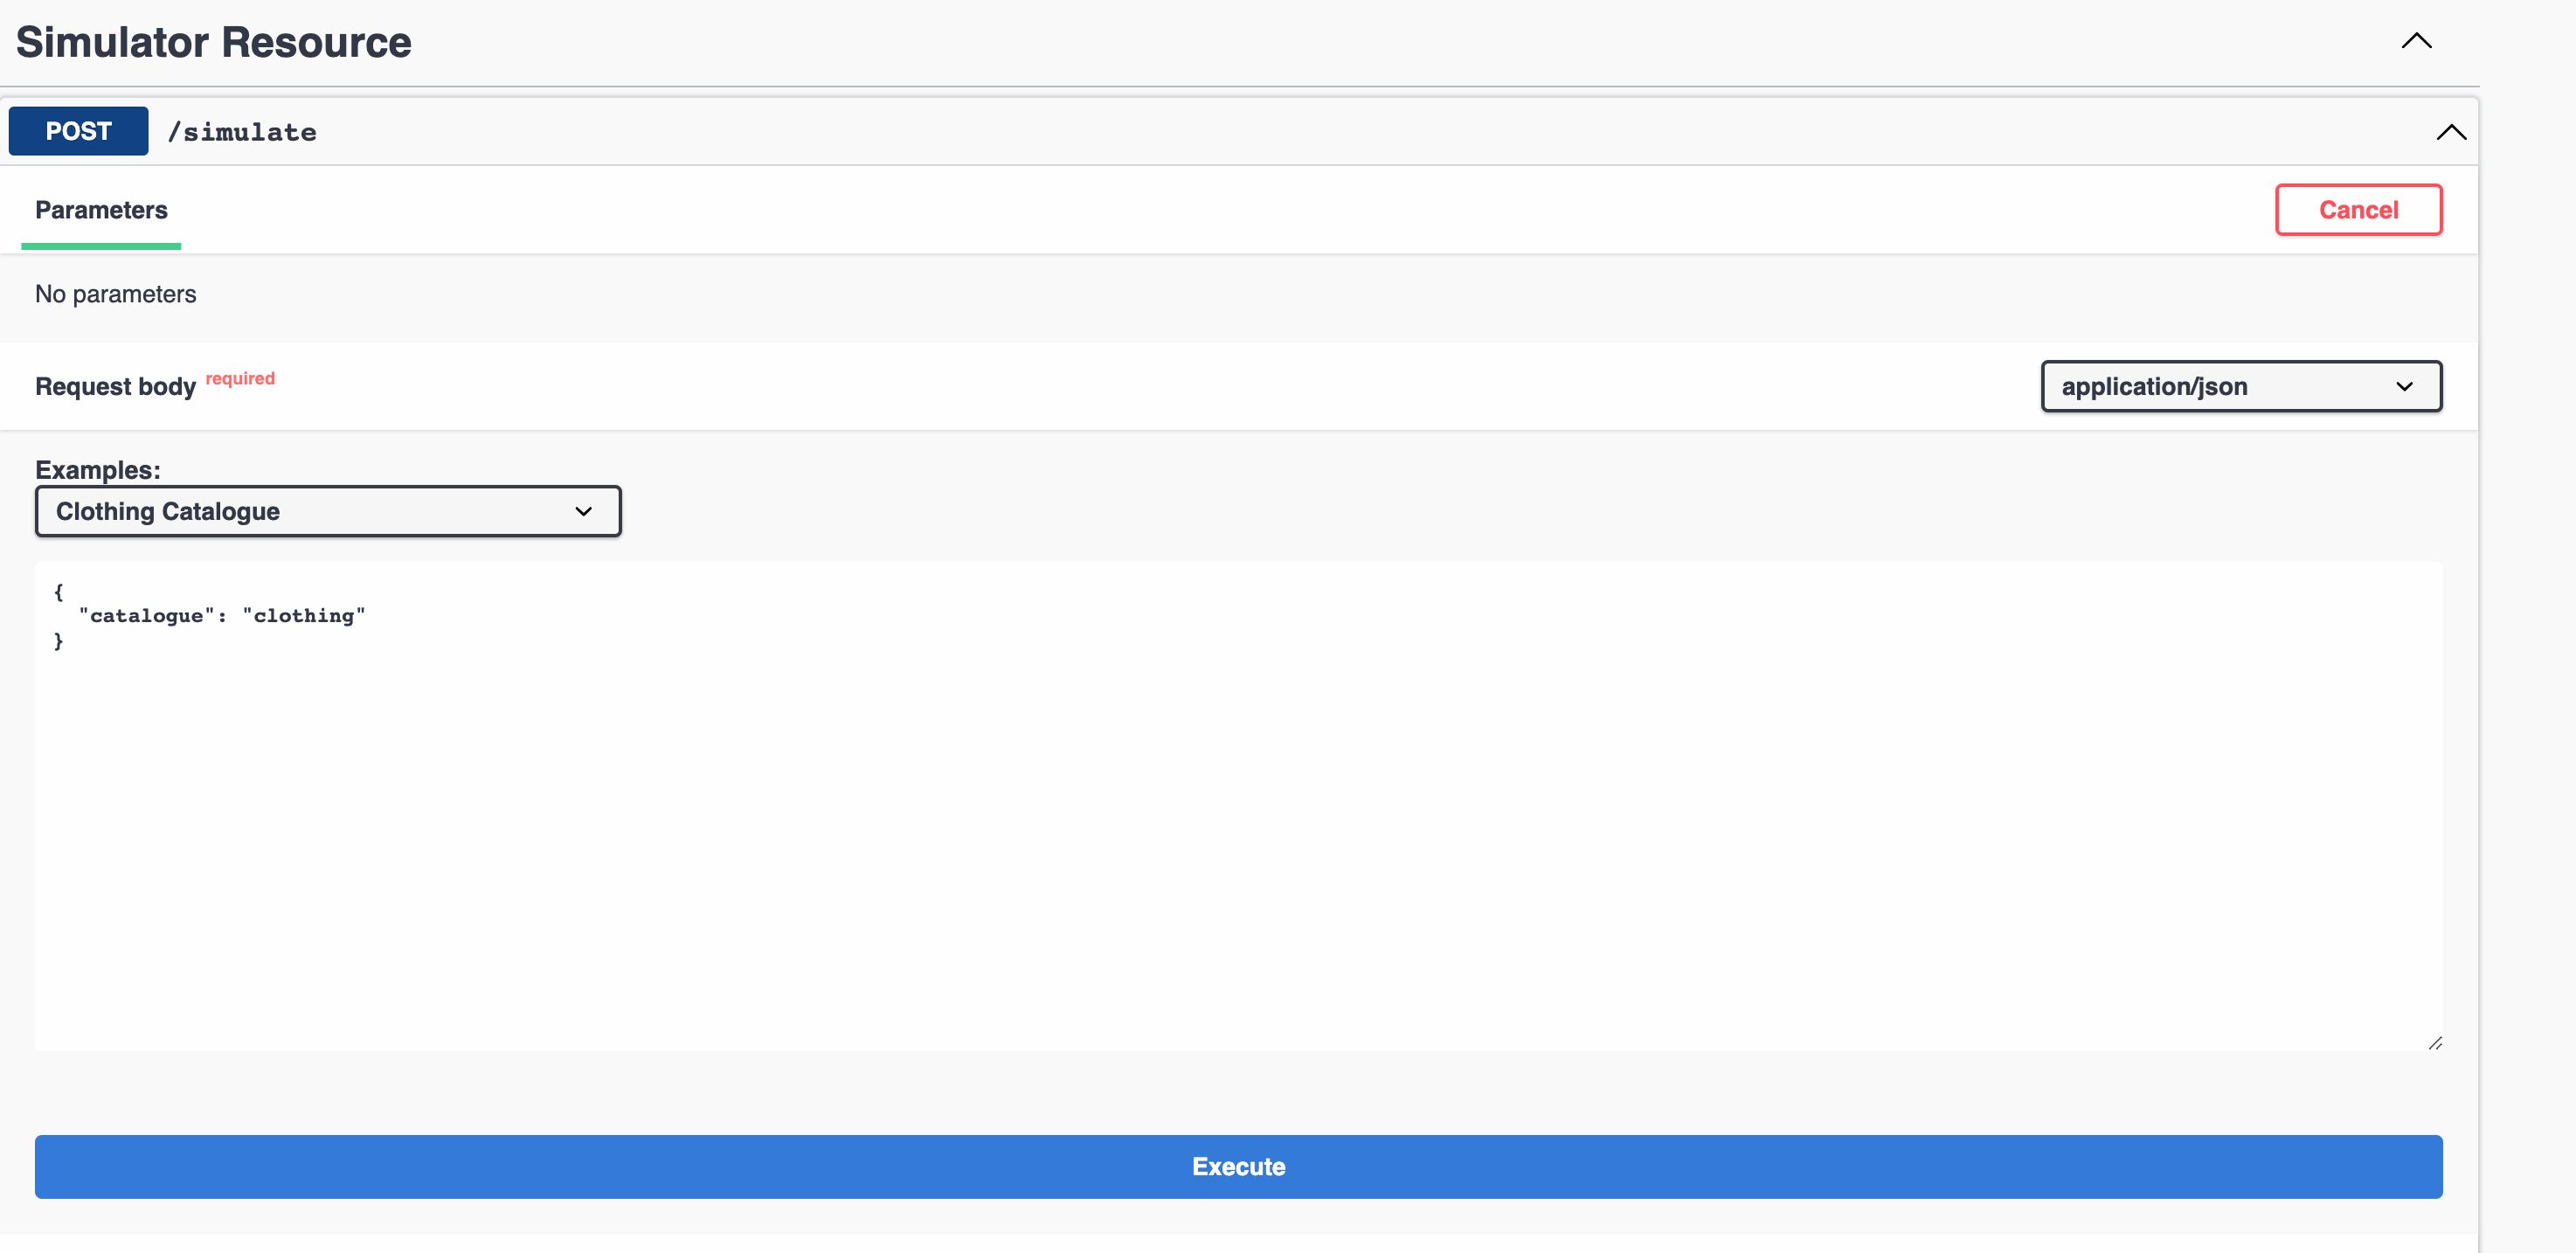 Simulator Resource
POST /simulate
Parameters
Cancel
No parameters
Request body required
application/json
Examples:
Clothing Catalogue
{
  "catalogue": "clothing"
}
Execute